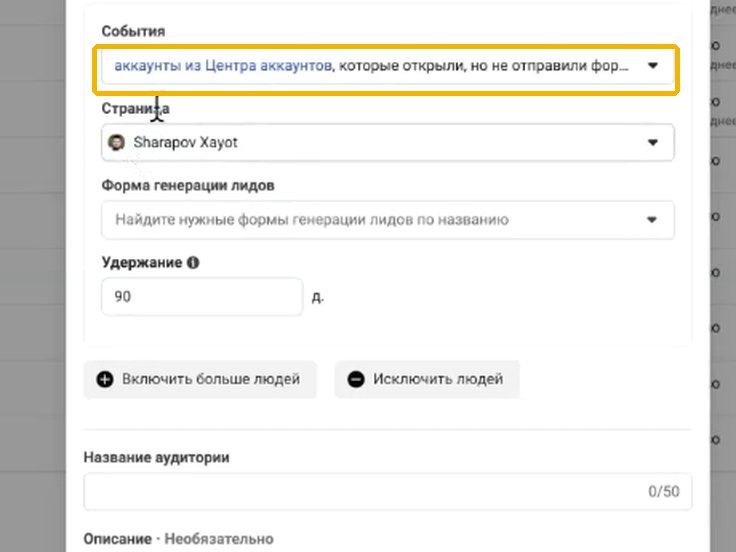 События
аккаунты из Центра аккаунтов, которые открыли, но не отправили фор...
Страница
Sharapov Xayot
Форма генерации лидов
Найдите нужные формы генерации лидов по названию
Удержание
90 д.
Включить больше людей Исключить людей
Название аудитории
0/50
Описание · Необязательно